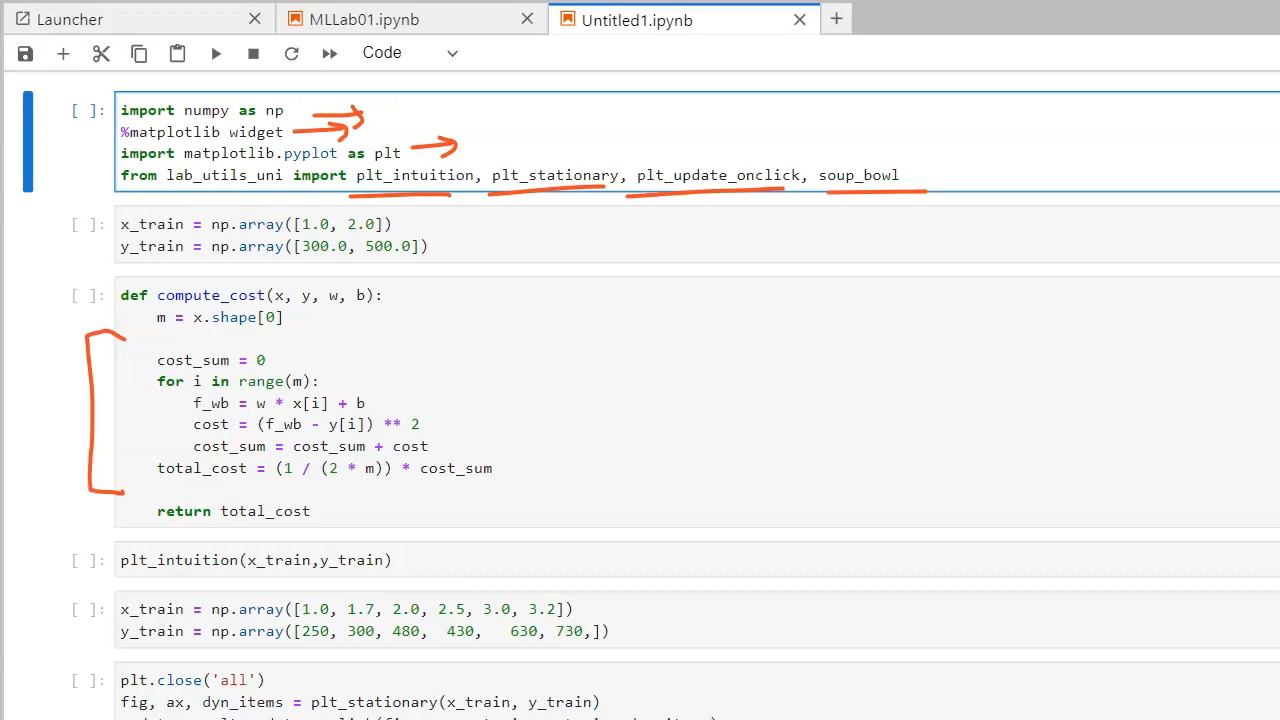 Launcher
MLLab01.ipynb
Untitled1.ipynb
Code
[ ]:
import numpy as np
%matplotlib widget
import matplotlib.pyplot as plt
from lab_utils_uni import plt_intuition, plt_stationary, plt_update_onclick, soup_bowl
[ ]:
x_train = np.array([1.0, 2.0])
y_train = np.array([300.0, 500.0])
[ ]:
def compute_cost(x, y, w, b):
    m = x.shape[0]
    cost_sum = 0
    for i in range(m):
        f_wb = w * x[i] + b
        cost = (f_wb - y[i]) ** 2
        cost_sum = cost_sum + cost
    total_cost = (1 / (2 * m)) * cost_sum
    return total_cost
[ ]:
plt_intuition(x_train,y_train)
[ ]:
x_train = np.array([1.0, 1.7, 2.0, 2.5, 3.0, 3.2])
y_train = np.array([250, 300, 480,  430,   630, 730,])
[ ]:
plt.close('all')
fig, ax, dyn_items = plt_stationary(x_train, y_train)